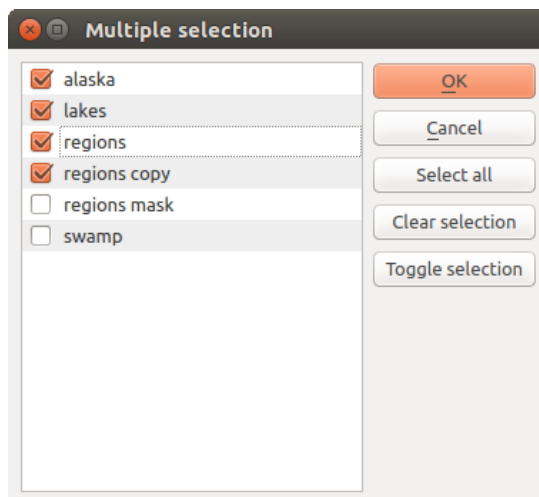 Multiple selection
alaska
lakes
regions
regions copy
regions mask
swamp
OK
Cancel
Select all
Clear selection
Toggle selection